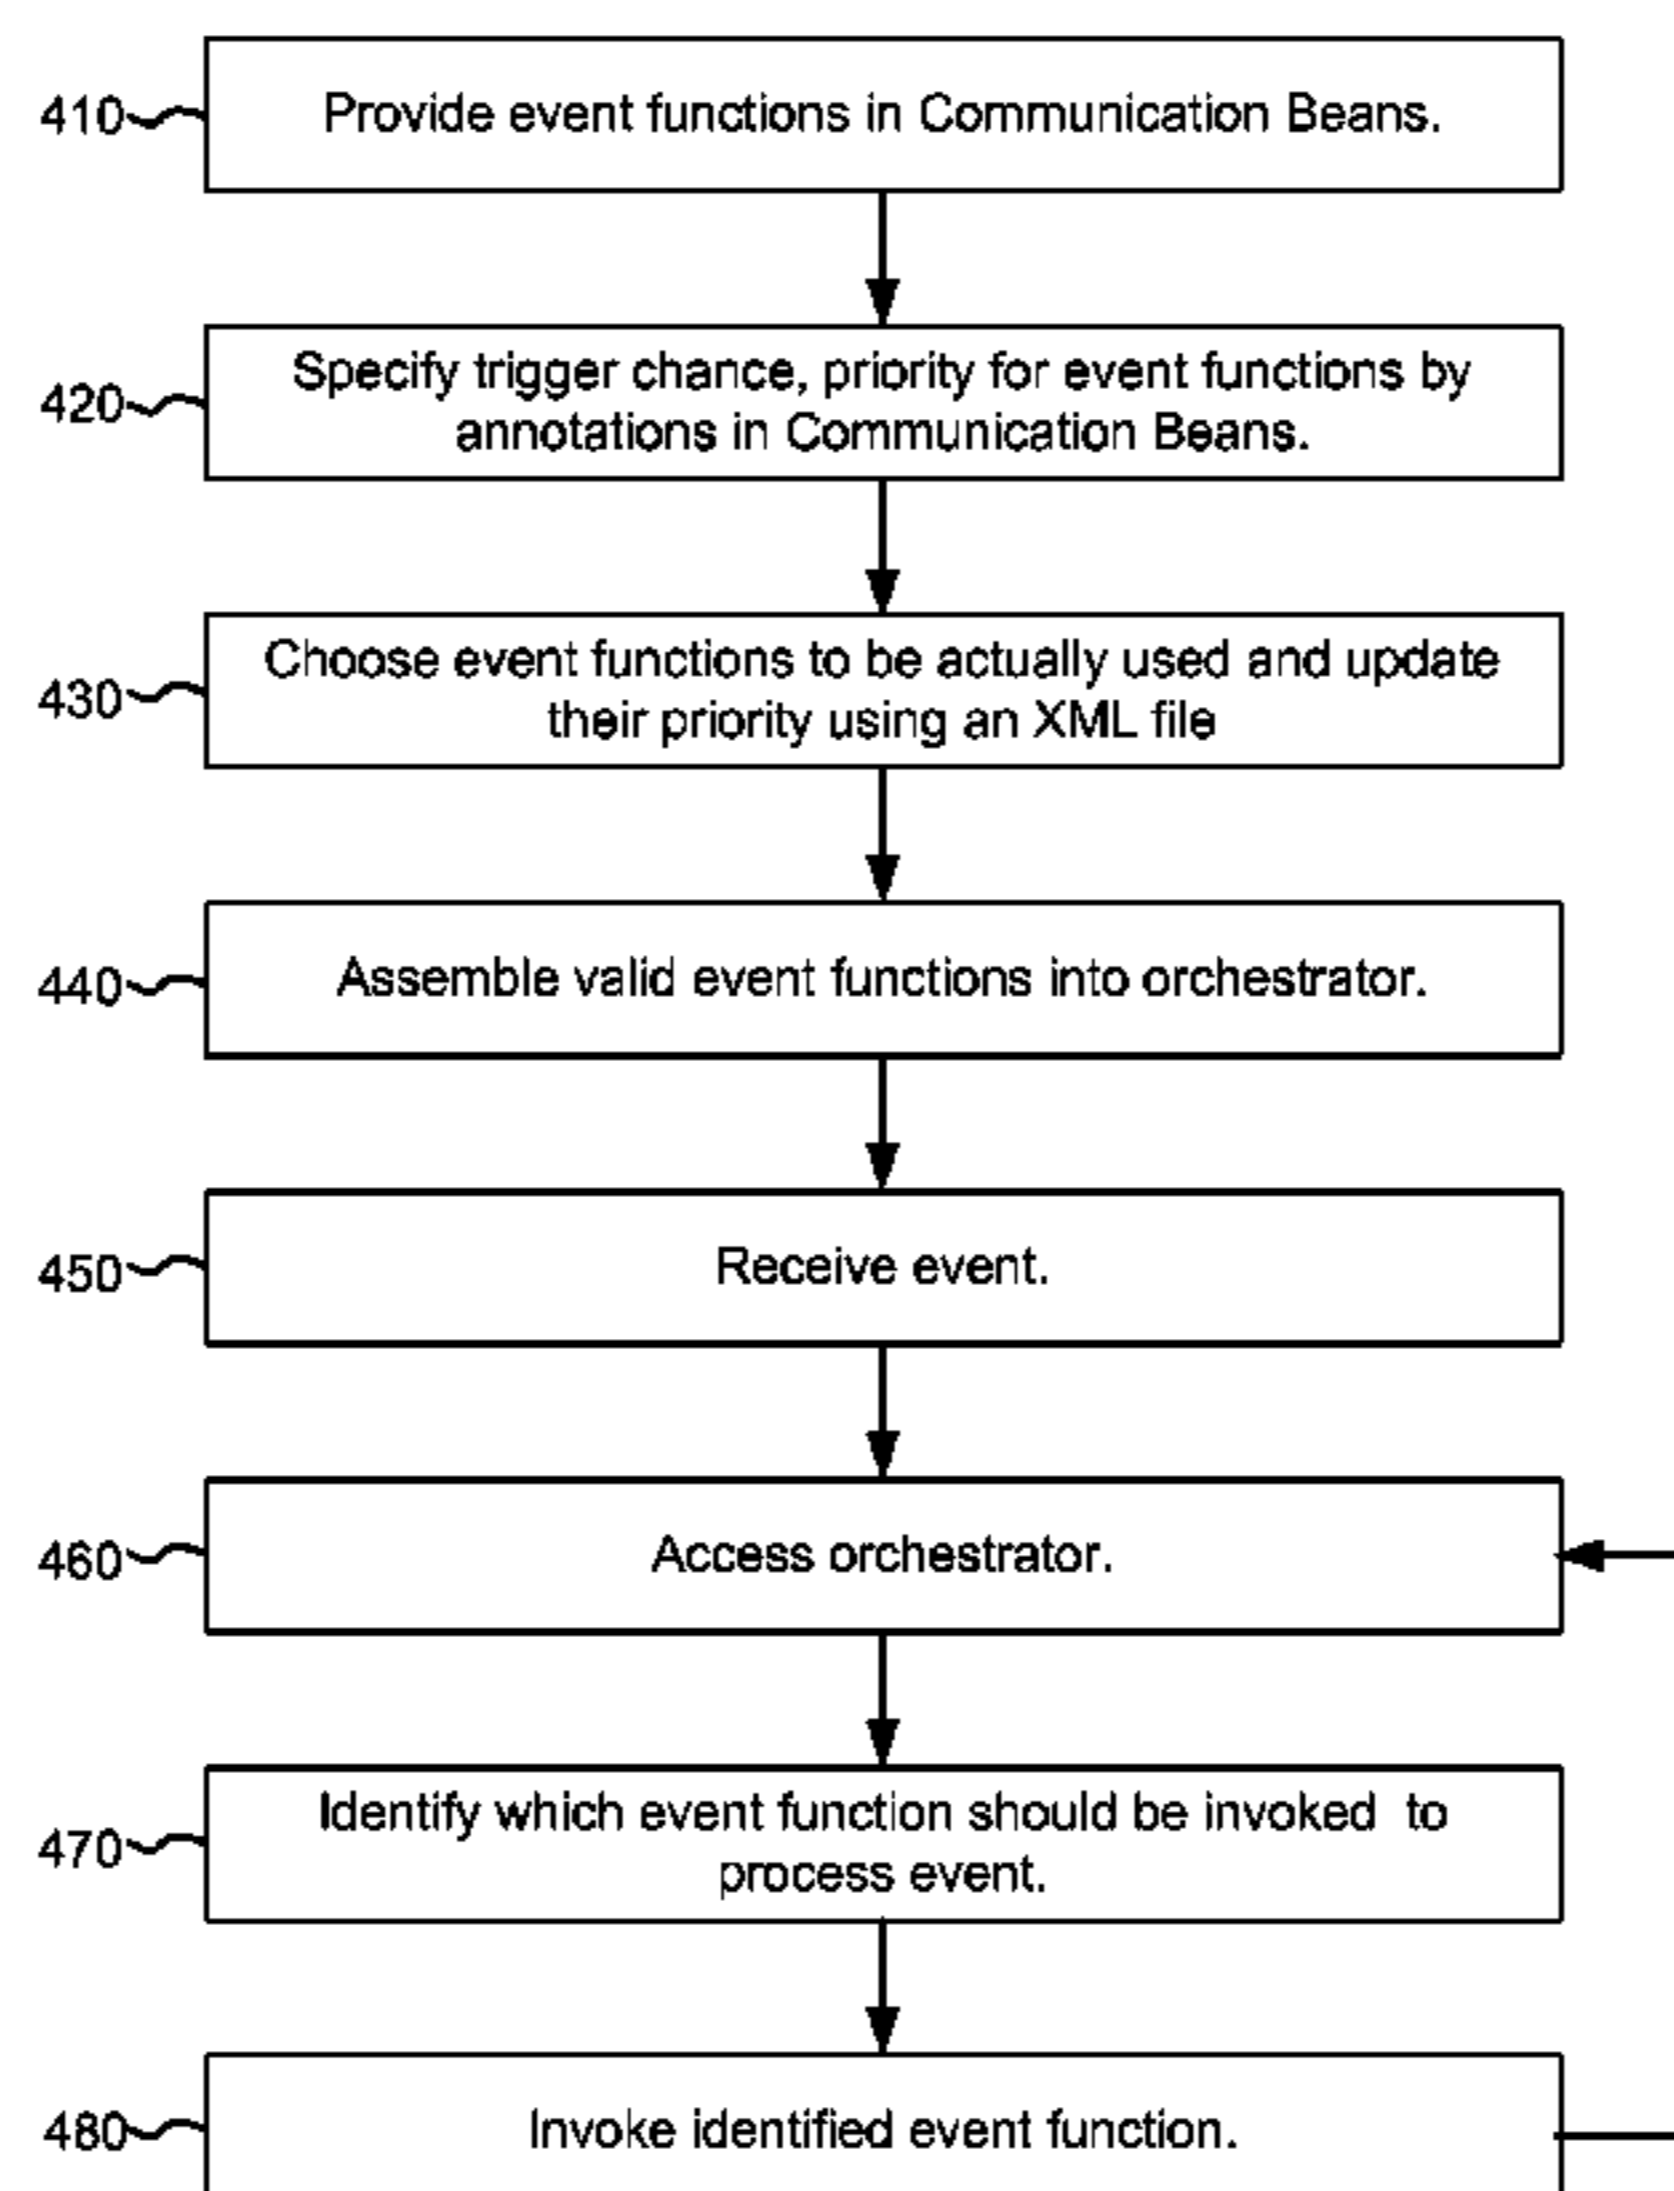 410
Provide event functions in Communication Beans.
420
Specify trigger chance, priority for event functions by
annotations in Communication Beans.
430
Choose event functions to be actually used and update
their priority using an XML file
440
Assemble valid event functions into orchestrator.
450
Receive event.
460
Access orchestrator.
470
Identify which event function should be invoked to
process event.
480
Invoke identified event function.